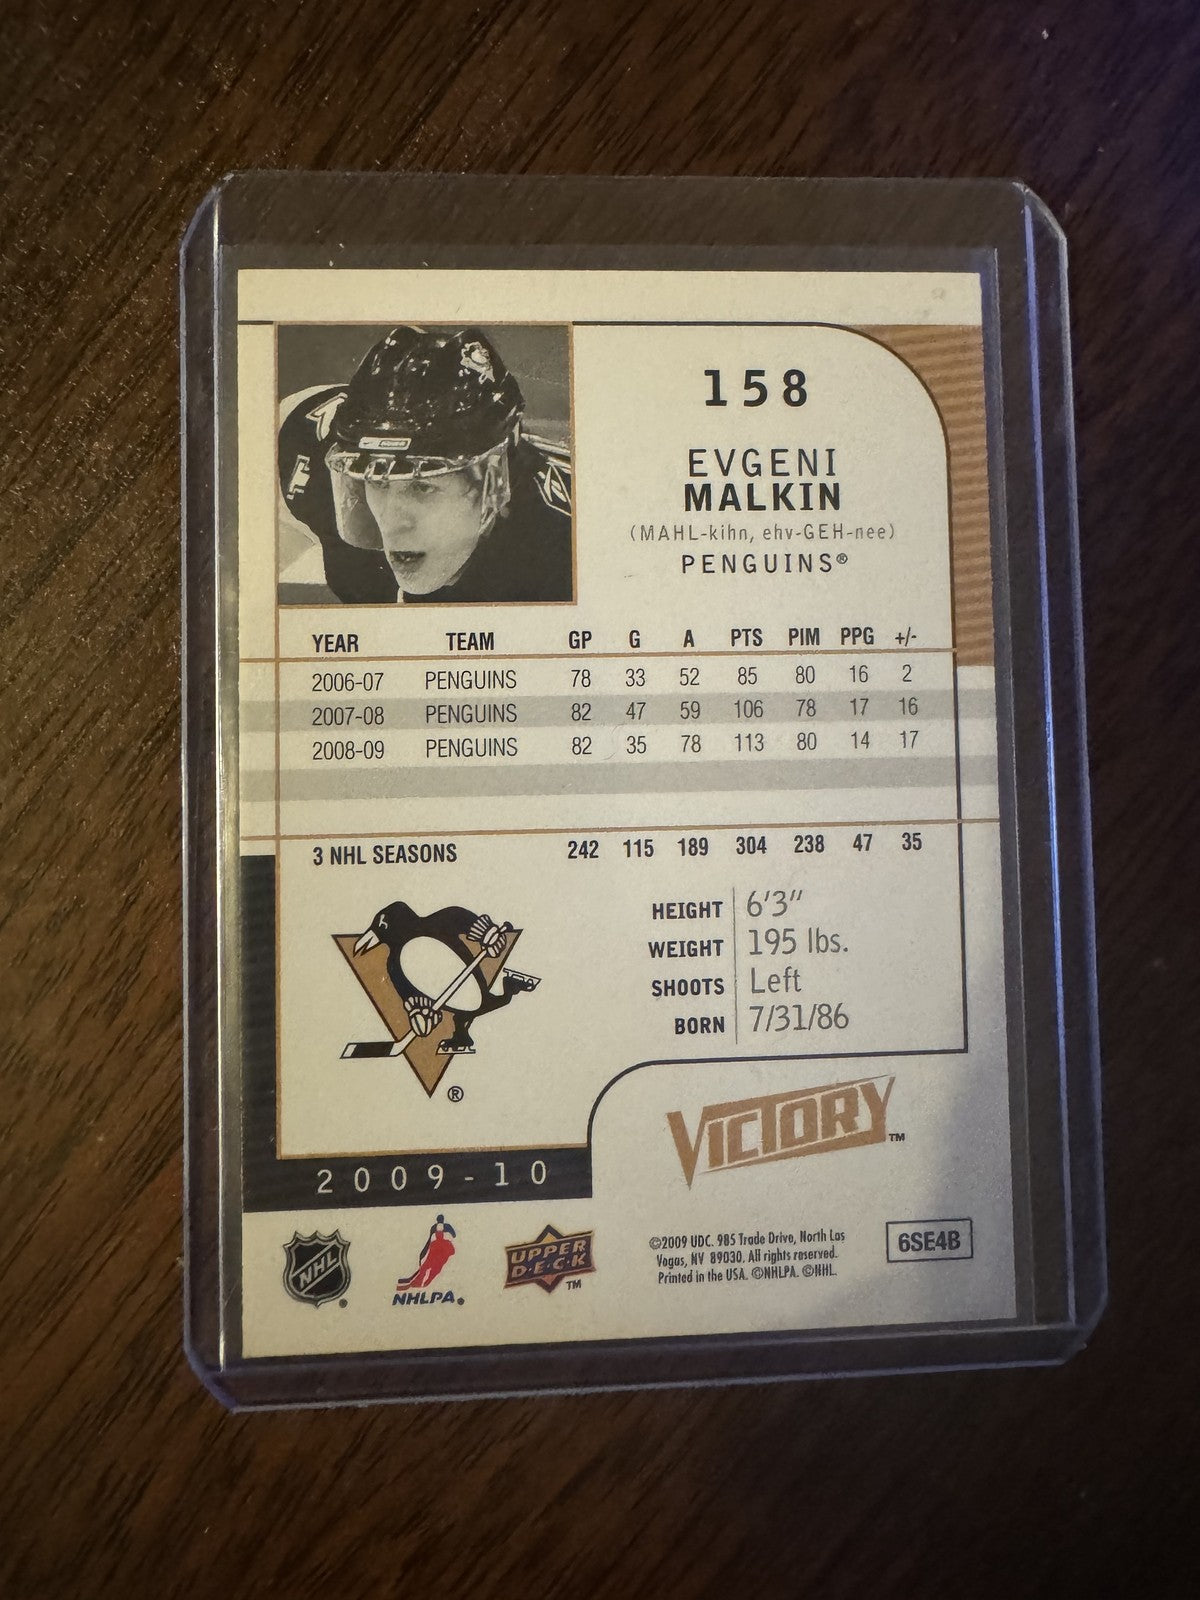 158
EVGENI
MALKIN
(MAHL-kihn, ehv-GEH-nee)
PENGUINS®
YEAR TEAM GP G A PTS PIM PPG +/-
2006-07 PENGUINS 78 33 52 85 80 16 2
2007-08 PENGUINS 82 47 59 106 78 17 16
2008-09 PENGUINS 82 35 78 113 80 14 17
3 NHL SEASONS 242 115 189 304 238 47 35
HEIGHT 6'3"
WEIGHT 195 lbs.
SHOOTS Left
BORN 7/31/86
®
VICTORY™
2009-10
NHL®
NHLPA®
UPPER
D·E·C·K™
©2009 UDC. 985 Trade Drive, North Las
Vegas, NV 89030. All rights reserved.
Printed in the USA. ©NHLPA. ©NHL.
6SE4B